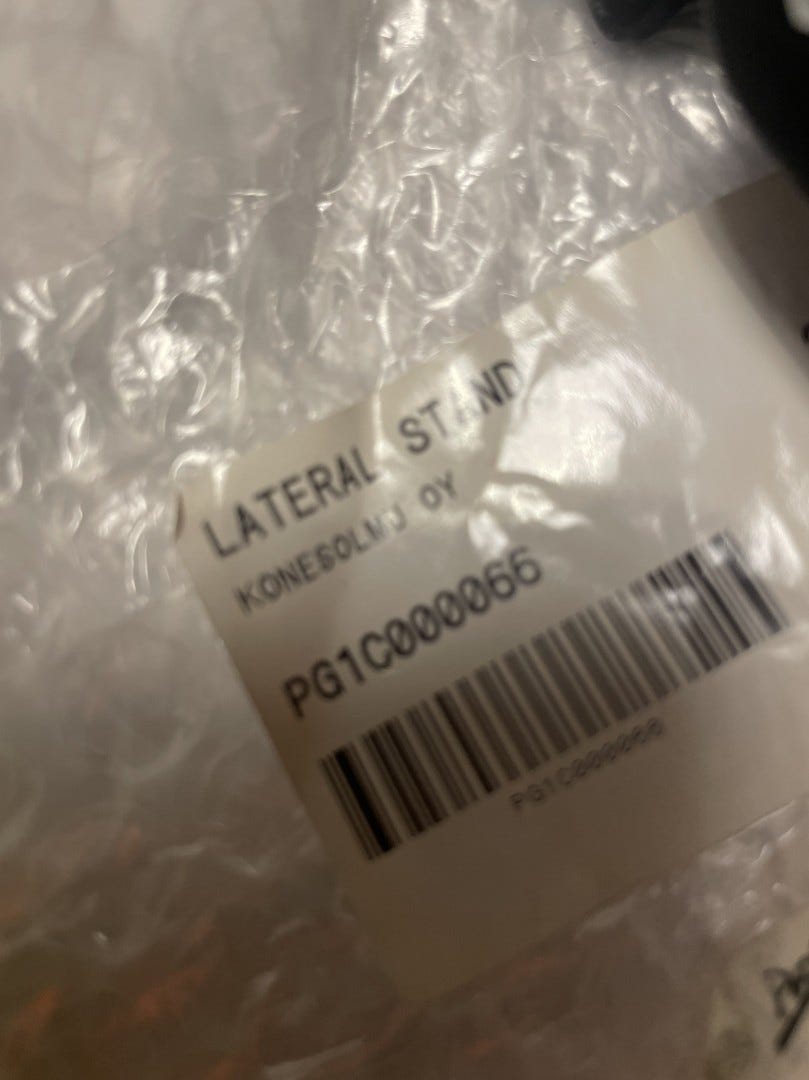 LATERAL STAND
KONESOLMU OY
PG1C000066
PG1C000066